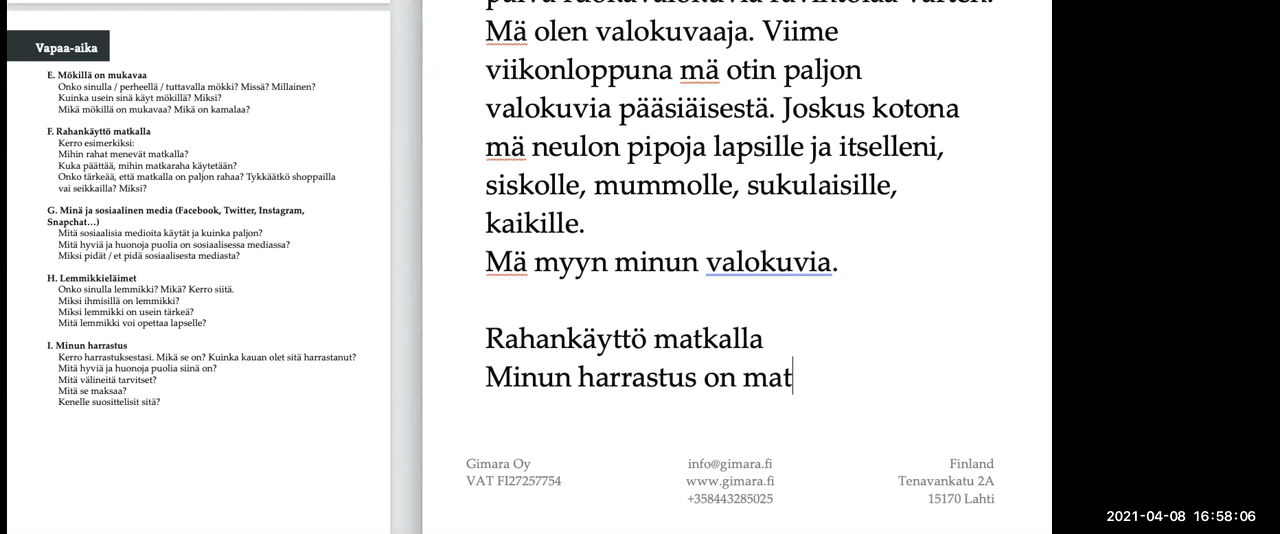 Vapaa-aika
E. Mökillä on mukavaa
Onko sinulla / perheellä / tuttavalla mökki? Missä? Millainen?
Kuinka usein sinä käyt mökillä? Miksi?
Mikä mökillä on mukavaa? Mikä on kamalaa?
F. Rahankäyttö matkalla
Kerro esimerkiksi:
Mihin rahat menevät matkalla?
Kuka päättää, mihin matkaraha käytetään?
Onko tärkeää, että matkalla on paljon rahaa? Tykkäätkö shoppailla
vai seikkailla? Miksi?
G. Minä ja sosiaalinen media (Facebook, Twitter, Instagram,
Snapchat...)
Mitä sosiaalisia medioita käytät ja kuinka paljon?
Mitä hyviä ja huonoja puolia on sosiaalisessa mediassa?
Miksi pidät / et pidä sosiaalisesta mediasta?
H. Lemmikkieläimet
Onko sinulla lemmikki? Mikä? Kerro siitä.
Miksi ihmisillä on lemmikki?
Miksi lemmikki on usein tärkeä?
Mitä lemmikki voi opettaa lapselle?
I. Minun harrastus
Kerro harrastuksestasi. Mikä se on? Kuinka kauan olet sitä harrastanut?
Mitä hyviä ja huonoja puolia siinä on?
Mitä välineitä tarvitset?
Mitä se maksaa?
Kenelle suosittelisit sitä?
Mä olen valokuvaaja. Viime
viikonloppuna mä otin paljon
valokuvia pääsiäisestä. Joskus kotona
mä neulon pipoja lapsille ja itselleni,
siskolle, mummolle, sukulaisille,
kaikille.
Mä myyn minun valokuvia.
Rahankäyttö matkalla
Minun harrastus on mat
Gimara Oy
VAT FI27257754
info@gimara.fi
www.gimara.fi
+358443285025
Finland
Tenavankatu 2A
15170 Lahti
2021-04-08 16:58:06